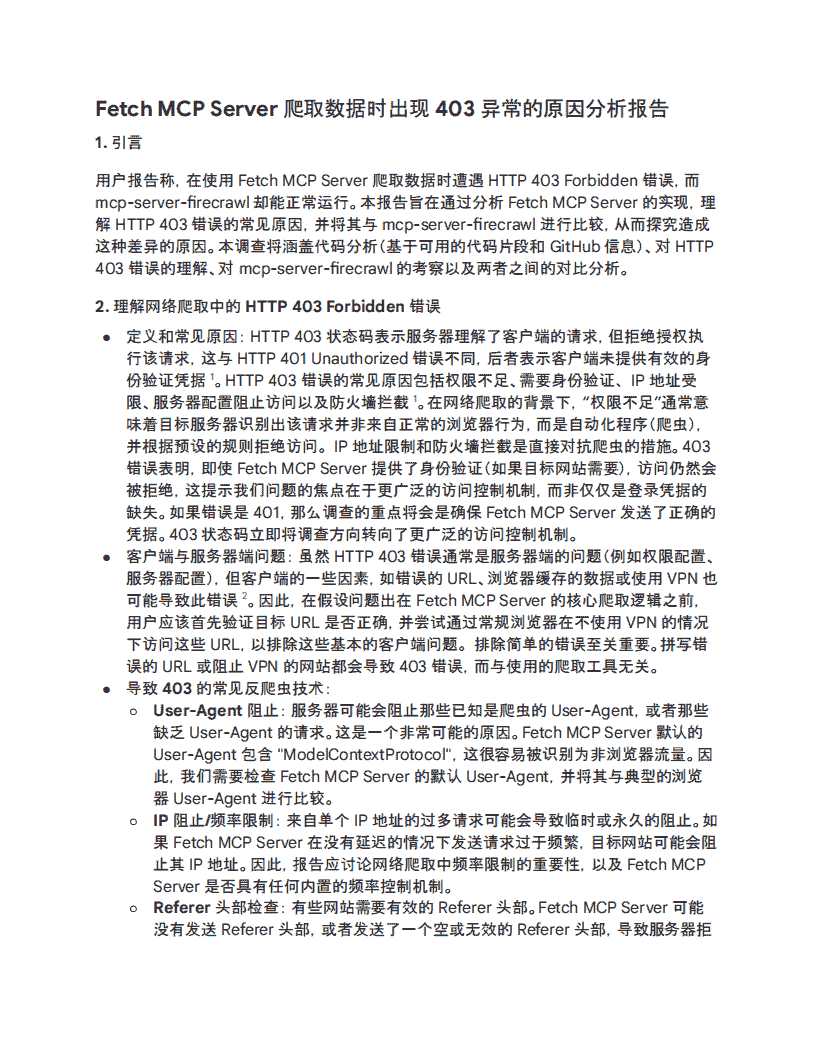 Fetch MCP Server 爬取数据时出现 403 异常的原因分析报告
1. 引言
用户报告称, 在使用 Fetch MCP Server 爬取数据时遭遇 HTTP 403 Forbidden 错误, 而
mcp-server-firecrawl 却能正常运行。本报告旨在通过分析 Fetch MCP Server 的实现, 理
解 HTTP 403 错误的常见原因, 并将其与 mcp-server-firecrawl 进行比较, 从而探究造成
这种差异的原因。本调查将涵盖代码分析(基于可用的代码片段和 GitHub 信息)、对 HTTP
403 错误的理解、对 mcp-server-firecrawl 的考察以及两者之间的对比分析。
2. 理解网络爬取中的 HTTP 403 Forbidden 错误
● 定义和常见原因: HTTP 403 状态码表示服务器理解了客户端的请求, 但拒绝授权执
行该请求, 这与 HTTP 401 Unauthorized 错误不同, 后者表示客户端未提供有效的身
份验证凭据 1。HTTP 403 错误的常见原因包括权限不足、需要身份验证、IP 地址受
限、服务器配置阻止访问以及防火墙拦截 1。在网络爬取的背景下, “权限不足”通常意
味着目标服务器识别出该请求并非来自正常的浏览器行为, 而是自动化程序(爬虫),
并根据预设的规则拒绝访问。IP 地址限制和防火墙拦截是直接对抗爬虫的措施。403
错误表明, 即使 Fetch MCP Server 提供了身份验证(如果目标网站需要), 访问仍然会
被拒绝, 这提示我们问题的焦点在于更广泛的访问控制机制, 而非仅仅是登录凭据的
缺失。如果错误是 401, 那么调查的重点将会是确保 Fetch MCP Server 发送了正确的
凭据。403 状态码立即将调查方向转向了更广泛的访问控制机制。
● 客户端与服务器端问题: 虽然 HTTP 403 错误通常是服务器端的问题(例如权限配置、
服务器配置), 但客户端的一些因素, 如错误的 URL、浏览器缓存的数据或使用 VPN 也
可能导致此错误 2。因此, 在假设问题出在 Fetch MCP Server 的核心爬取逻辑之前,
用户应该首先验证目标 URL 是否正确, 并尝试通过常规浏览器在不使用 VPN 的情况
下访问这些 URL, 以排除这些基本的客户端问题。排除简单的错误至关重要。拼写错
误的 URL 或阻止 VPN 的网站都会导致 403 错误, 而与使用的爬取工具无关。
● 导致 403 的常见反爬虫技术:
○ User-Agent 阻止: 服务器可能会阻止那些已知是爬虫的 User-Agent, 或者那些
缺乏 User-Agent 的请求。这是一个非常可能的原因。Fetch MCP Server 默认的
User-Agent 包含 "ModelContextProtocol", 这很容易被识别为非浏览器流量。因
此, 我们需要检查 Fetch MCP Server 的默认 User-Agent, 并将其与典型的浏览
器 User-Agent 进行比较。
○ IP 阻止/频率限制: 来自单个 IP 地址的过多请求可能会导致临时或永久的阻止。如
果 Fetch MCP Server 在没有延迟的情况下发送请求过于频繁, 目标网站可能会阻
止其 IP 地址。因此, 报告应讨论网络爬取中频率限制的重要性, 以及 Fetch MCP
Server 是否具有任何内置的频率控制机制。
○ Referer 头部检查: 有些网站需要有效的 Referer 头部。Fetch MCP Server 可能
没有发送 Referer 头部, 或者发送了一个空或无效的 Referer 头部, 导致服务器拒